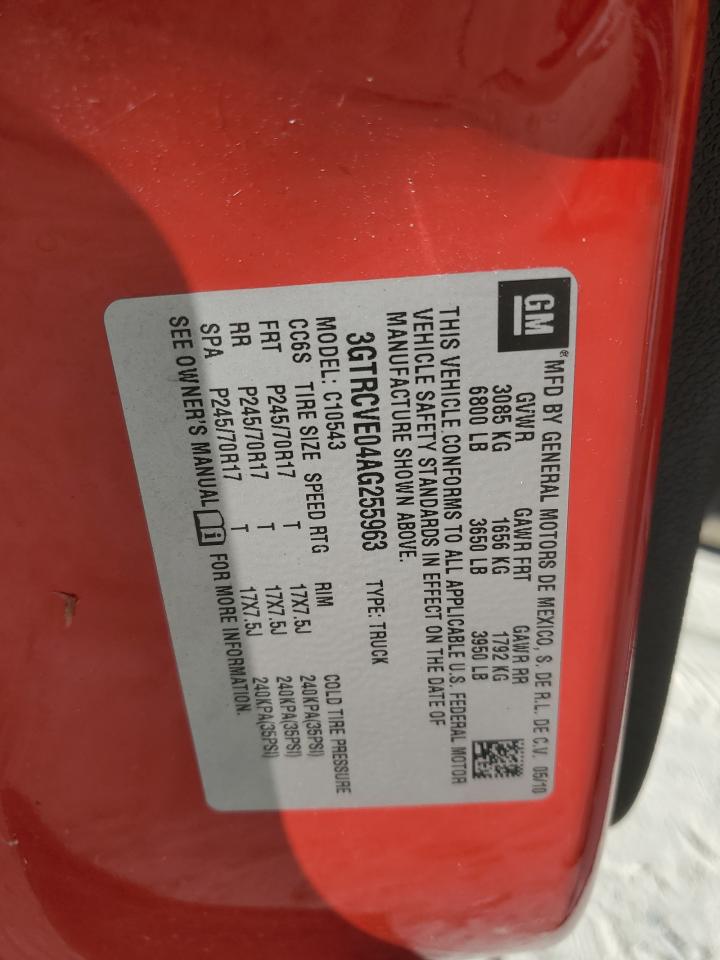 GM® MFD BY GENERAL MOTORS DE MEXICO, S. DE R.L. DE C.V. 05/10
GVWR GAWR FRT GAWR RR
3085 KG 1656 KG 1792 KG
6800 LB 3650 LB 3950 LB
THIS VEHICLE CONFORMS TO ALL APPLICABLE U.S. FEDERAL MOTOR
VEHICLE SAFETY STANDARDS IN EFFECT ON THE DATE OF
MANUFACTURE SHOWN ABOVE.
3GTRCVE04AG255963 TYPE: TRUCK
MODEL: C10543
CC6S TIRE SIZE SPEED RTG RIM COLD TIRE PRESSURE
FRT P245/70R17 T 17X7.5J 240KPA(35PSI)
RR P245/70R17 T 17X7.5J 240KPA(35PSI)
SPA P245/70R17 T 17X7.5J 240KPA(35PSI)
SEE OWNER'S MANUAL FOR MORE INFORMATION.